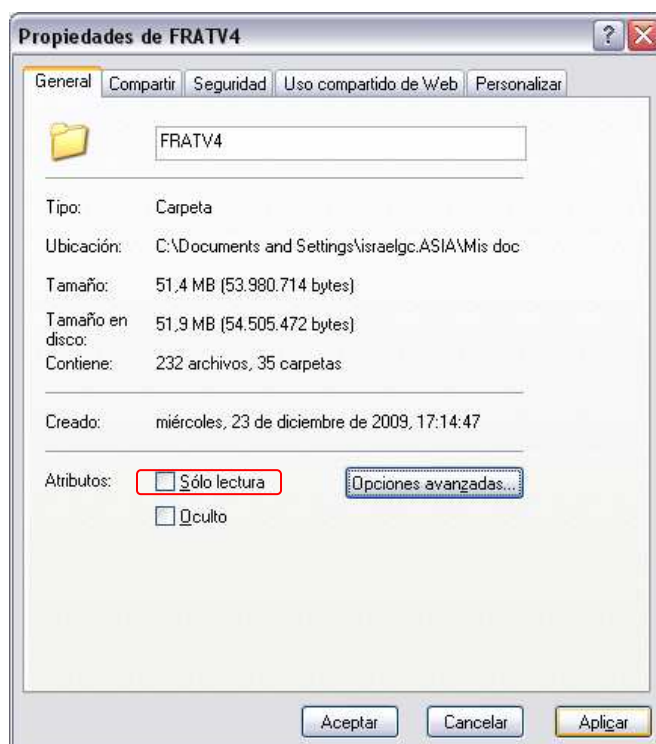 Propiedades de FRATV4
General Compartir Seguridad Uso compartido de Web Personalizar
FRATV4
Tipo: Carpeta
Ubicación: C:\Documents and Settings\israelgc.ASIA\Mis doc
Tamaño: 51,4 MB (53.980.714 bytes)
Tamaño en disco: 51,9 MB (54.505.472 bytes)
Contiene: 232 archivos, 35 carpetas
Creado: miércoles, 23 de diciembre de 2009, 17:14:47
Atributos: Sólo lectura Opciones avanzadas...
Oculto
Aceptar Cancelar Aplicar